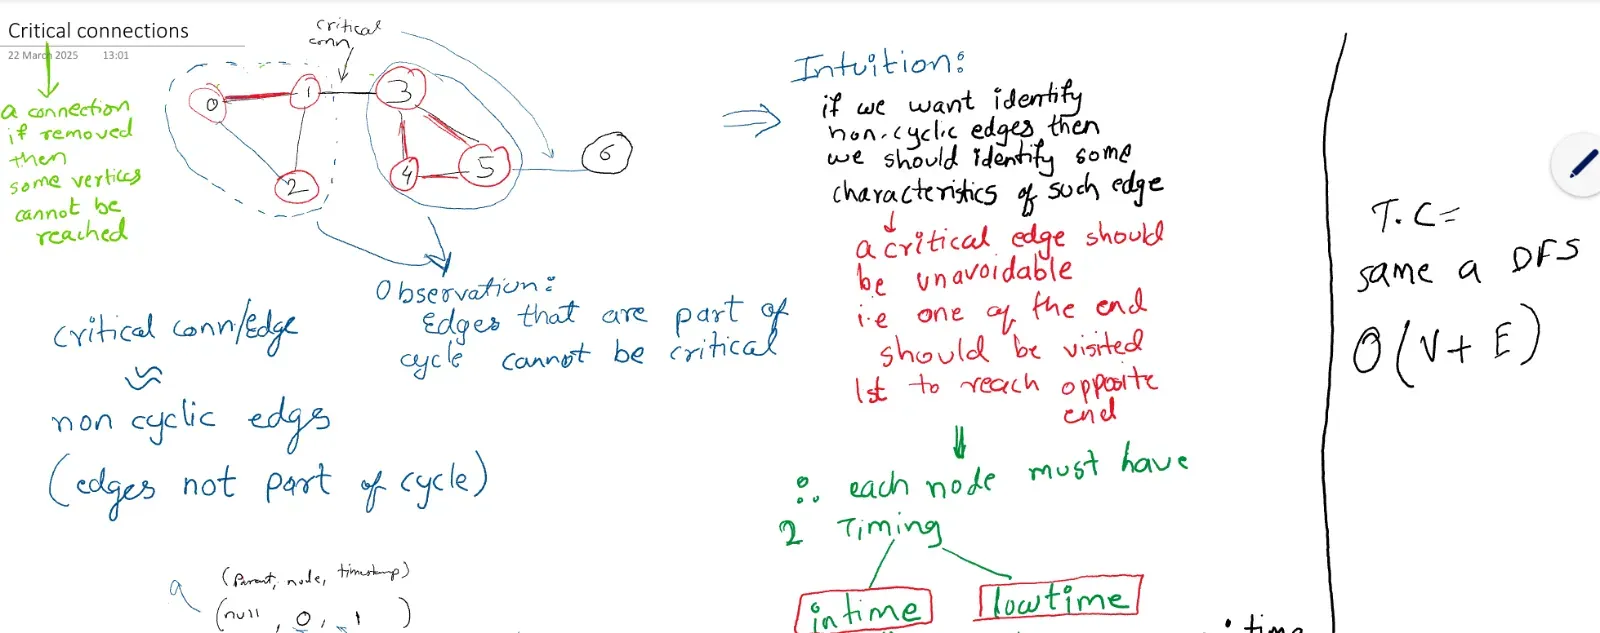 Critical connections
22 March 2025 13:01
a connection
if removed
then
some vertices
cannot be
reached
critical
conn
0
1
2
3
4
5
6
Observation:
Edges that are part of
cycle cannot be critical
critical conn/Edge
non cyclic edges
(edges not part of cycle)
(Parent, node, timestamp)
(null, 0, 1)
Intuition:
if we want identify
non-cyclic edges then
we should identify some
characteristics of such edge
a critical edge should
be unavoidable
i.e one of the end
should be visited
1st to reach opposite
end
∴ each node must have
2 Timing
intime
lowtime
: time
T.C =
same a DFS
O(V+E)